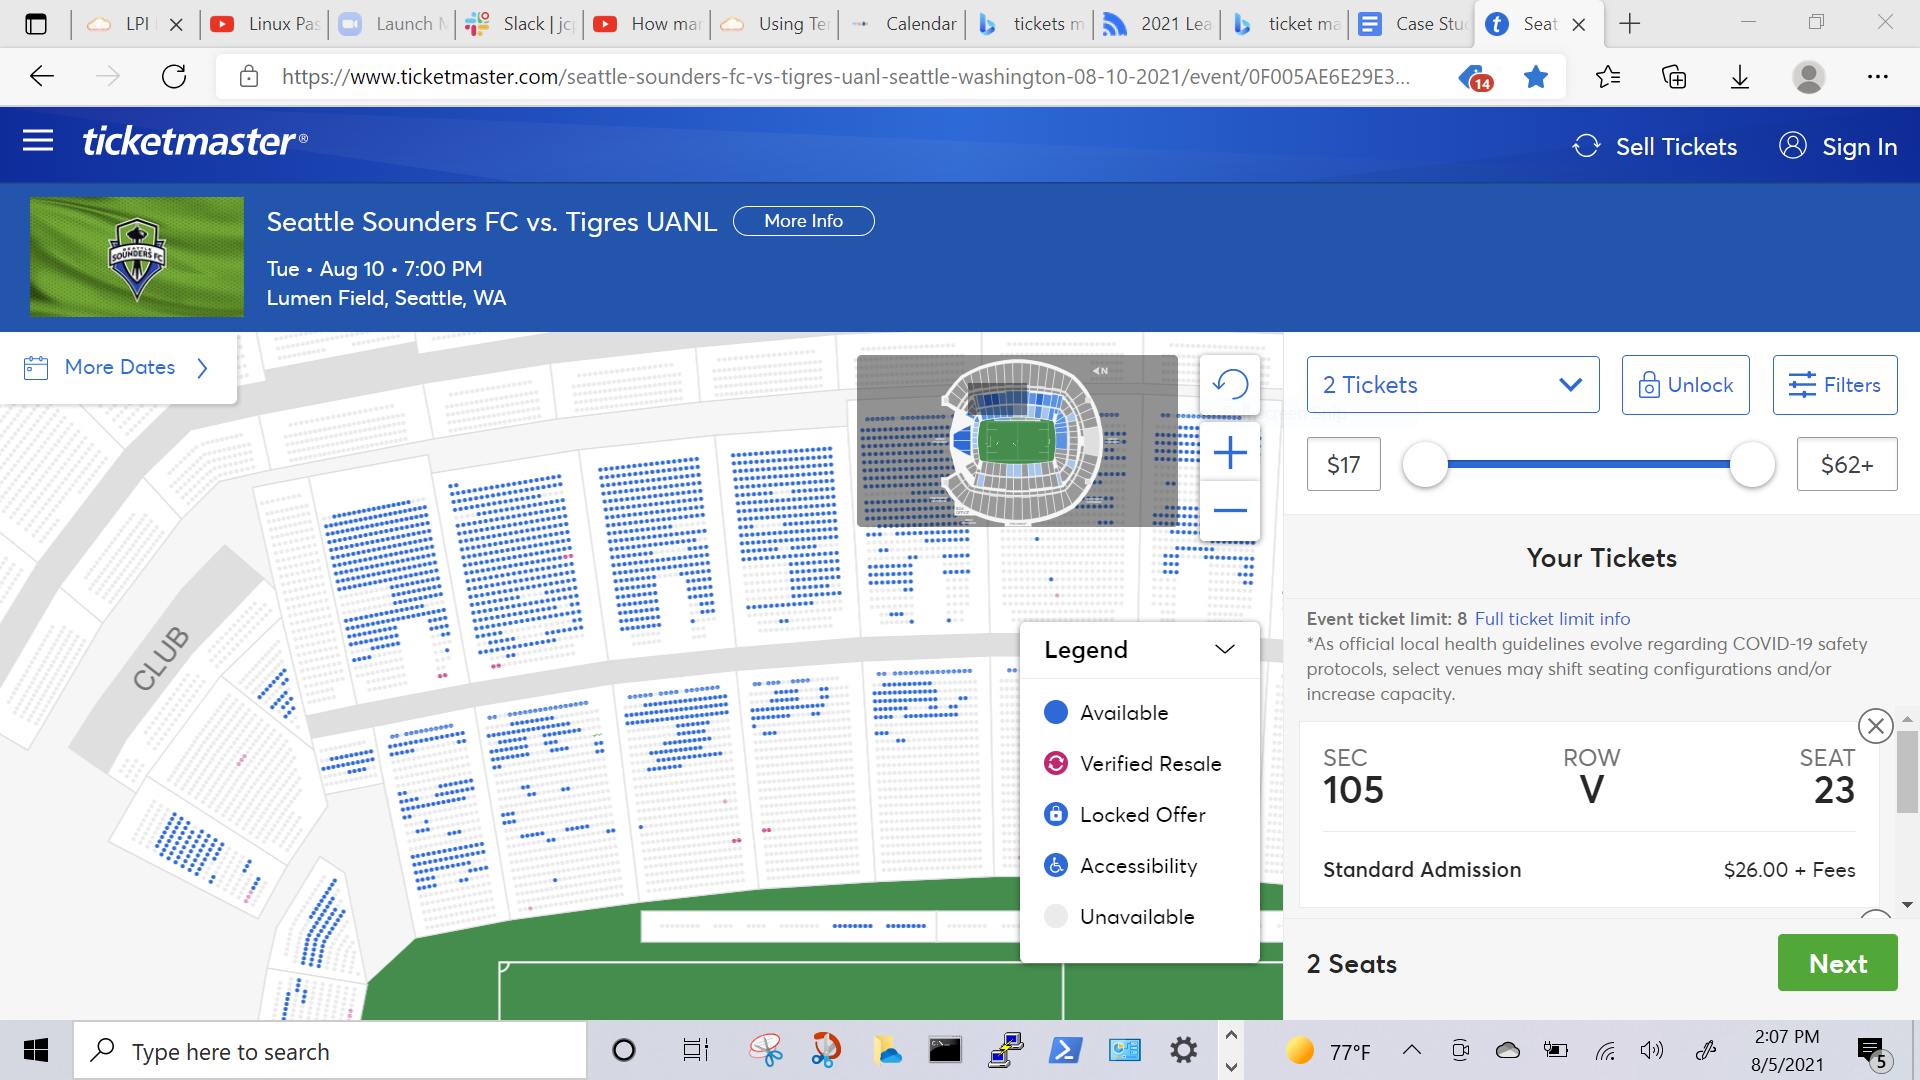 LPI
Linux Pas
Launch M
Slack | jcp
How mar
Using Ter
Calendar
tickets m
2021 Lea
ticket ma
Case Stu
Seat
https://www.ticketmaster.com/seattle-sounders-fc-vs-tigres-uanl-seattle-washington-08-10-2021/event/0F005AE6E29E3...
14
ticketmaster®
Sell Tickets
Sign In
SEATTLE
SOUNDERS FC
Seattle Sounders FC vs. Tigres UANL
More Info
Tue • Aug 10 • 7:00 PM
Lumen Field, Seattle, WA
More Dates
N
CLUB
2 Tickets
Unlock
Filters
$17
$62+
Your Tickets
Event ticket limit: 8 Full ticket limit info
*As official local health guidelines evolve regarding COVID-19 safety
protocols, select venues may shift seating configurations and/or
increase capacity.
Legend
Available
Verified Resale
Locked Offer
Accessibility
Unavailable
SEC
ROW
SEAT
105
V
23
Standard Admission
$26.00 + Fees
2 Seats
Next
Type here to search
77°F
2:07 PM
8/5/2021
5